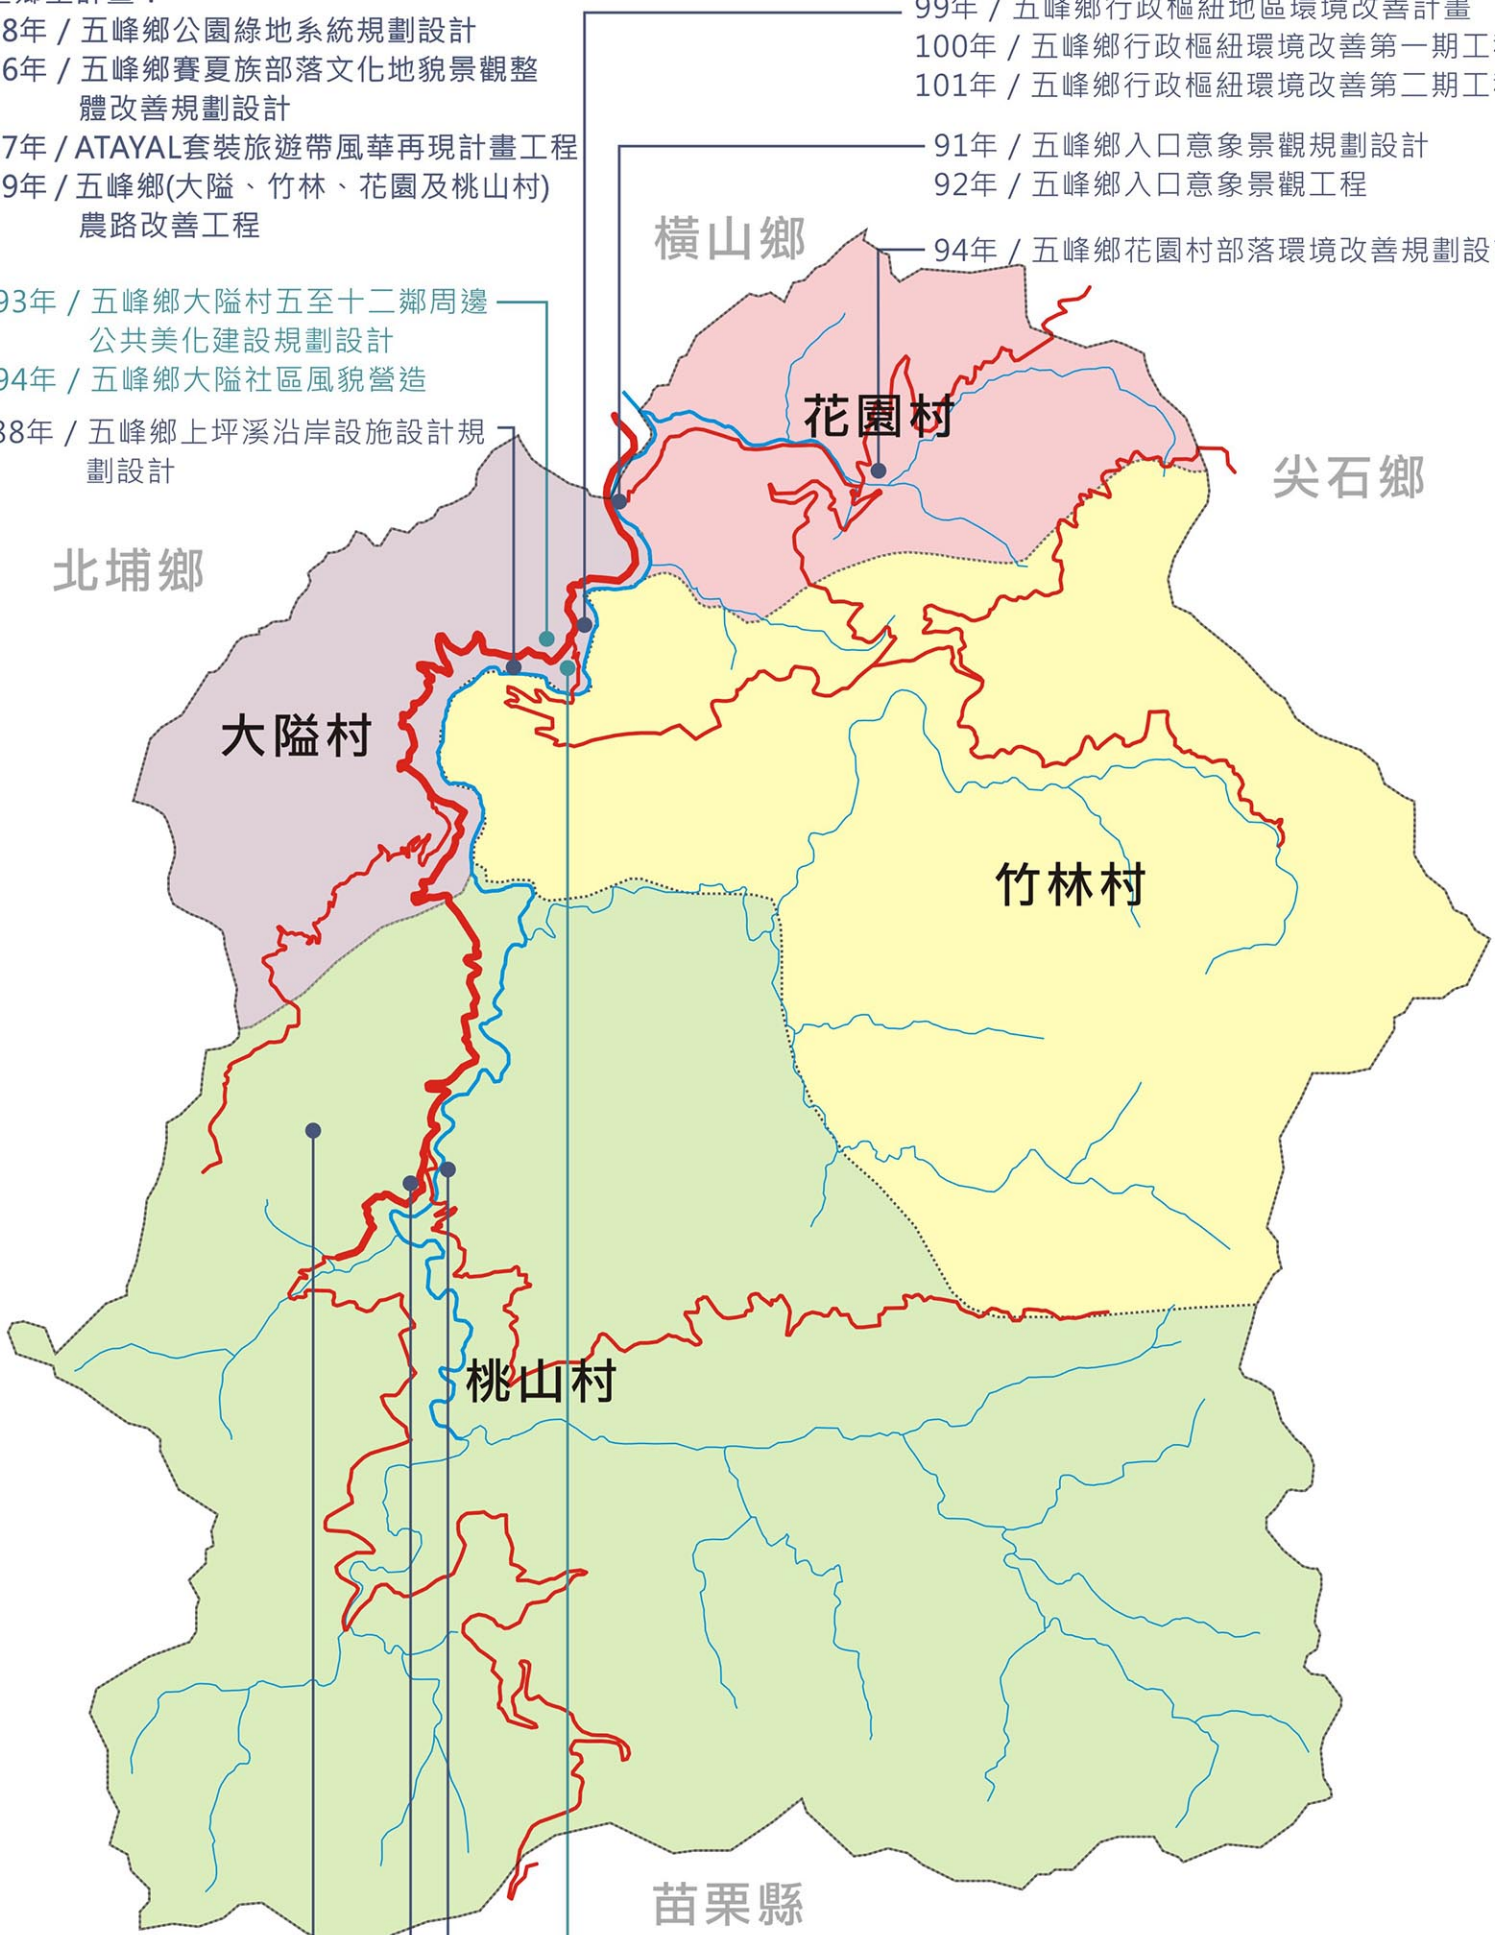 8年 / 五峰鄉公園綠地系統規劃設計
6年 / 五峰鄉賽夏族部落文化地貌景觀整
體改善規劃設計
7年 / ATAYAL套裝旅遊帶風華再現計畫工程
9年 / 五峰鄉(大隘、竹林、花園及桃山村)
農路改善工程
93年 / 五峰鄉大隘村五至十二鄰周邊
公共美化建設規劃設計
94年 / 五峰鄉大隘社區風貌營造
88年 / 五峰鄉上坪溪沿岸設施設計規
劃設計
99年 / 五峰鄉行政樞紐地區環境改善計畫
100年 / 五峰鄉行政樞紐環境改善第一期工
101年 / 五峰鄉行政樞紐環境改善第二期工
91年 / 五峰鄉入口意象景觀規劃設計
92年 / 五峰鄉入口意象景觀工程
94年 / 五峰鄉花園村部落環境改善規劃設
橫山鄉
花園村
尖石鄉
北埔鄉
大隘村
竹林村
桃山村
苗栗縣